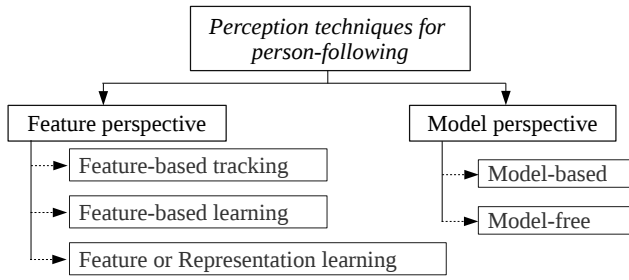 Perception techniques for
person-following
Feature perspective
Model perspective
Feature-based tracking
Feature-based learning
Feature or Representation learning
Model-based
Model-free